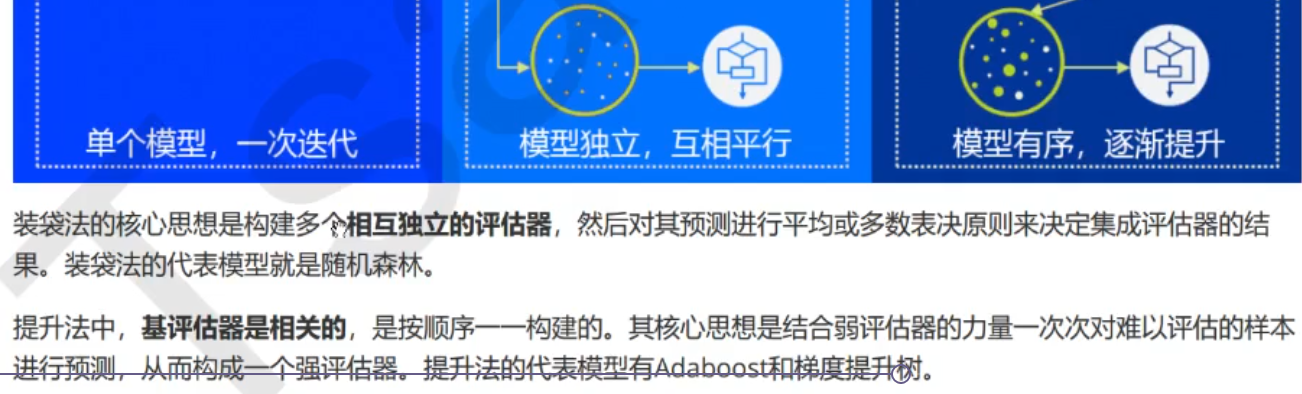 单个模型，一次迭代
模型独立，互相平行
模型有序，逐渐提升
装袋法的核心思想是构建多个相互独立的评估器，然后对其预测进行平均或多数表决原则来决定集成评估器的结
果。装袋法的代表模型就是随机森林。
提升法中，基评估器是相关的，是按顺序一一构建的。其核心思想是结合弱评估器的力量一次次对难以评估的样本
进行预测，从而构成一个强评估器。提升法的代表模型有Adaboost和梯度提升树。